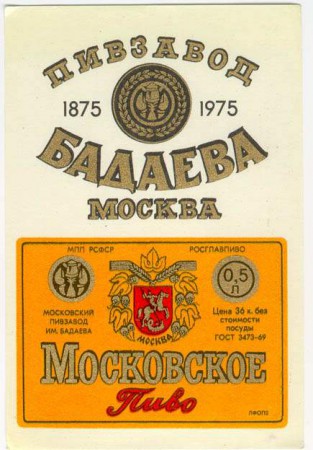 ПИВЗАВОД
1875 1975
БАДАЕВА
МОСКВА
МПП РСФСР РОСГЛАВПИВО
0,5
Л
МОСКОВСКИЙ
ПИВЗАВОД
ИМ. БАДАЕВА
МОСКВА
Цена 36 к. без
стоимости
посуды
ГОСТ 3473-69
МОСКОВСКОЕ
Пиво
ЛФОПЗ